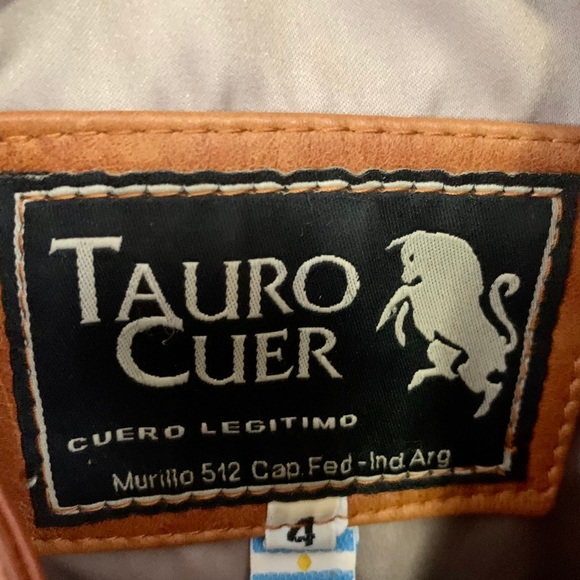 TAURO
CUER
CUERO LEGITIMO
Murillo 512 Cap.Fed-Ind.Arg
4